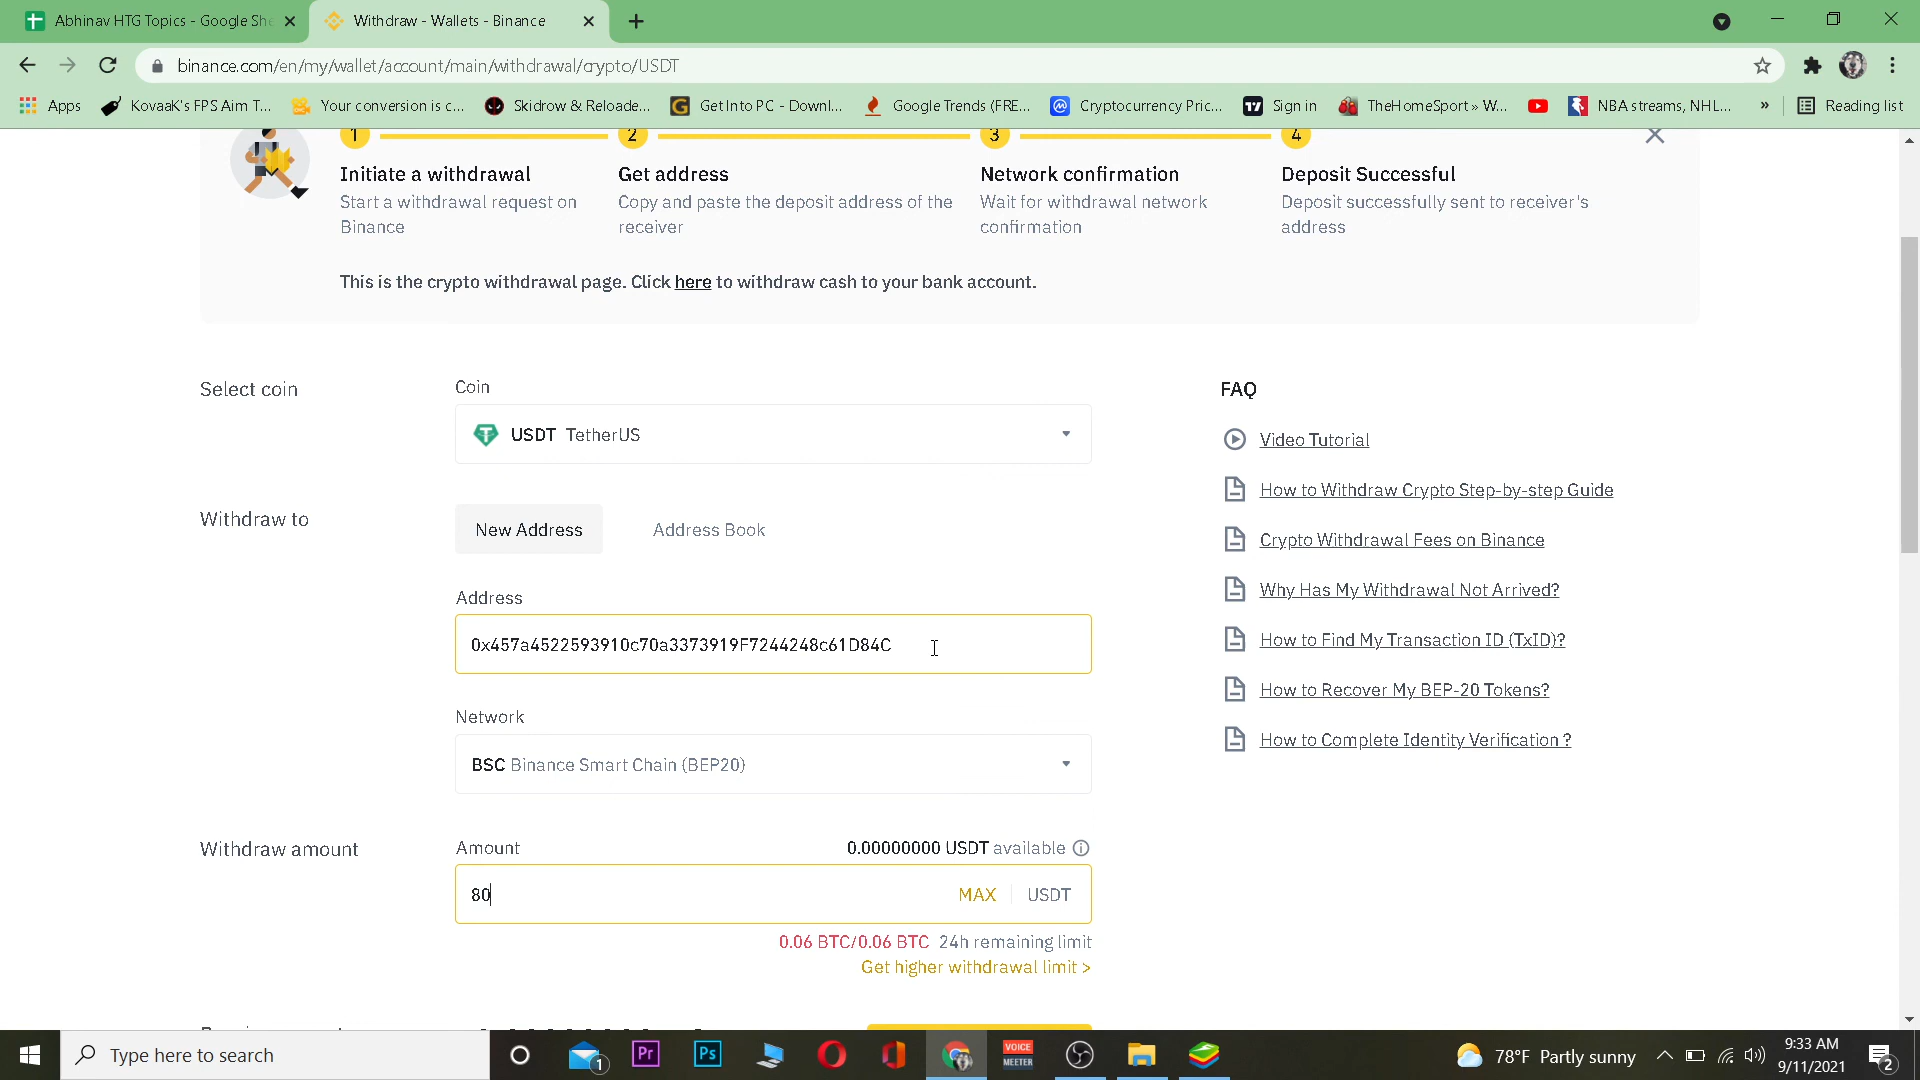 Abhinav HTG Topics - Google She
Withdraw - Wallets - Binance
binance.com/en/my/wallet/account/main/withdrawal/crypto/USDT
Apps
KovaaK's FPS Aim T...
Your conversion is c...
Skidrow & Reloade...
Get Into PC - Downl...
Google Trends (FRE...
Cryptocurrency Pric...
Sign in
TheHomeSport » W...
NBA streams, NHL...
»
Reading list
1
2
3
4
Initiate a withdrawal
Start a withdrawal request on
Binance
Get address
Copy and paste the deposit address of the
receiver
Network confirmation
Wait for withdrawal network
confirmation
Deposit Successful
Deposit successfully sent to receiver's
address
This is the crypto withdrawal page. Click here to withdraw cash to your bank account.
Select coin
Coin
USDT TetherUS
Withdraw to
New Address
Address Book
Address
0x457a4522593910c70a3373919F7244248c61D84C
Network
BSC Binance Smart Chain (BEP20)
Withdraw amount
Amount
0.00000000 USDT available
80
MAX
USDT
0.06 BTC/0.06 BTC 24h remaining limit
Get higher withdrawal limit >
FAQ
Video Tutorial
How to Withdraw Crypto Step-by-step Guide
Crypto Withdrawal Fees on Binance
Why Has My Withdrawal Not Arrived?
How to Find My Transaction ID (TxID)?
How to Recover My BEP-20 Tokens?
How to Complete Identity Verification ?
Type here to search
1
Pr
Ps
VOICE
MEETER
78°F Partly sunny
9:33 AM
9/11/2021
2